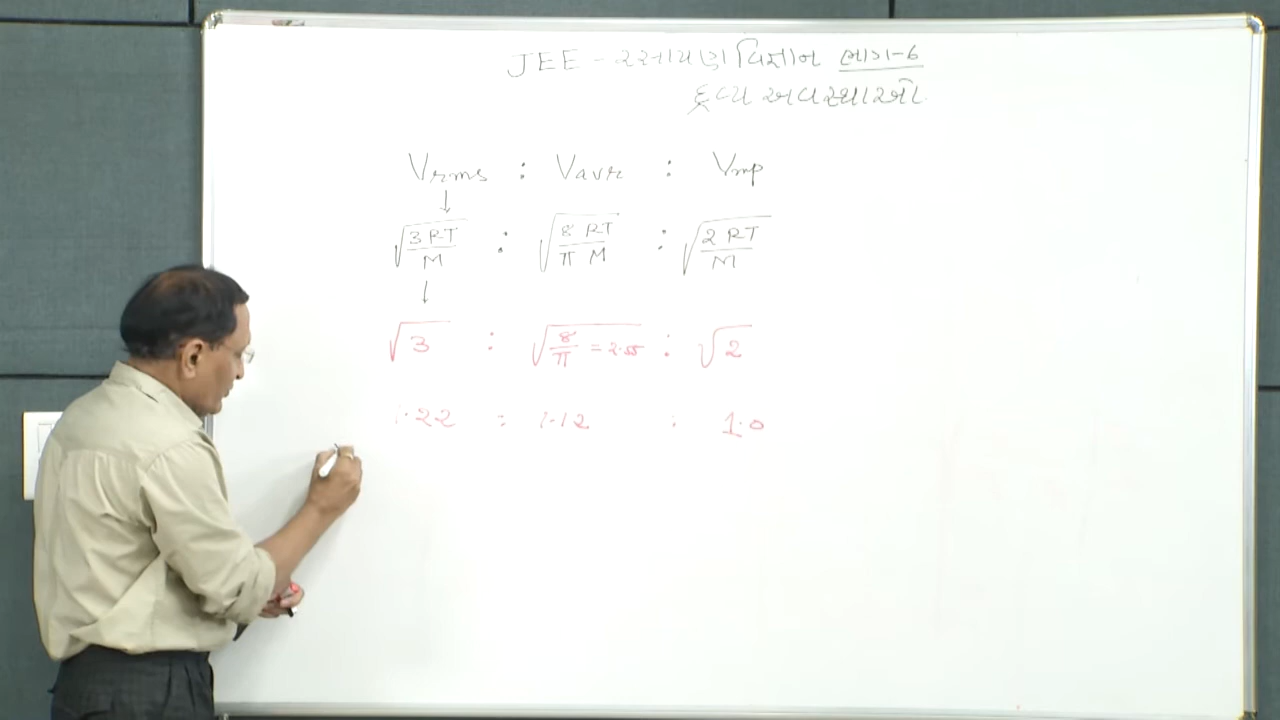 JEE - રસાયણ વિજ્ઞાન ભાગ-6
દ્રવ્ય અવસ્થાઓ.
Vrms : Vavr : Vmp
↓
√(3RT/M) : √(8RT/πM) : √(2RT/M)
↓
√3 : √(8/π = 2.55) : √2
1.22 : 1.12 : 1.0